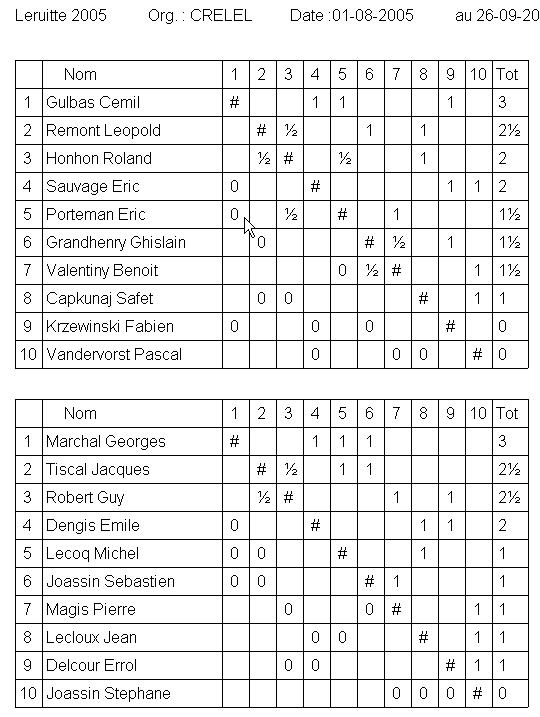 Leruitte 2005 Org. : CRELEL Date :01-08-2005 au 26-09-20
Nom 1 2 3 4 5 6 7 8 9 10 Tot
1 Gulbas Cemil # 1 1 1 3
2 Remont Leopold # ½ 1 1 2½
3 Honhon Roland ½ # ½ 1 2
4 Sauvage Eric 0 # 1 1 2
5 Porteman Eric 0 ½ # 1 1½
6 Grandhenry Ghislain 0 # ½ 1 1½
7 Valentiny Benoit 0 ½ # 1 1½
8 Capkunaj Safet 0 0 # 1 1
9 Krzewinski Fabien 0 0 0 # 0
10 Vandervorst Pascal 0 0 0 # 0
Nom 1 2 3 4 5 6 7 8 9 10 Tot
1 Marchal Georges # 1 1 1 3
2 Tiscal Jacques # ½ 1 1 2½
3 Robert Guy ½ # 1 1 2½
4 Dengis Emile 0 # 1 1 2
5 Lecoq Michel 0 0 # 1 1
6 Joassin Sebastien 0 0 # 1 1
7 Magis Pierre 0 0 # 1 1
8 Lecloux Jean 0 0 # 1 1
9 Delcour Errol 0 0 # 1 1
10 Joassin Stephane 0 0 0 # 0